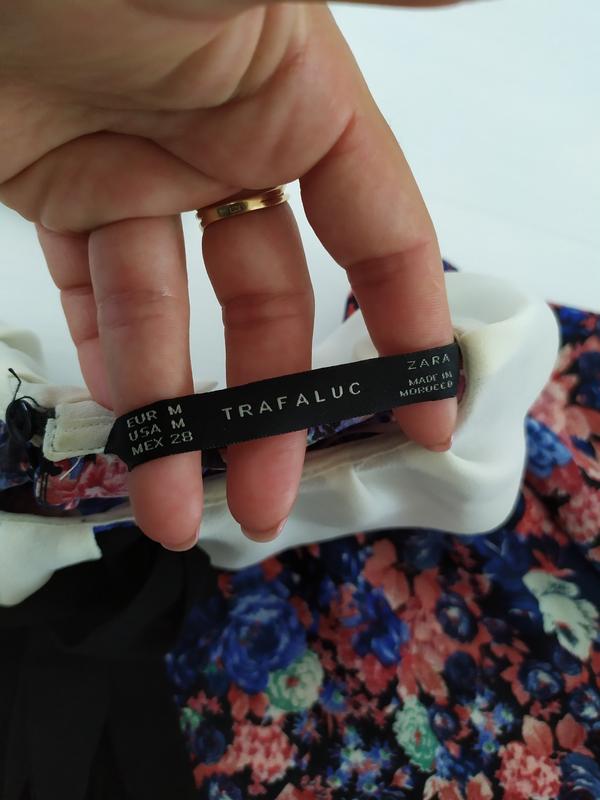 EUR M
USA M
MEX 28
TRAFALUC
ZARA
MADE IN
MOROCCO